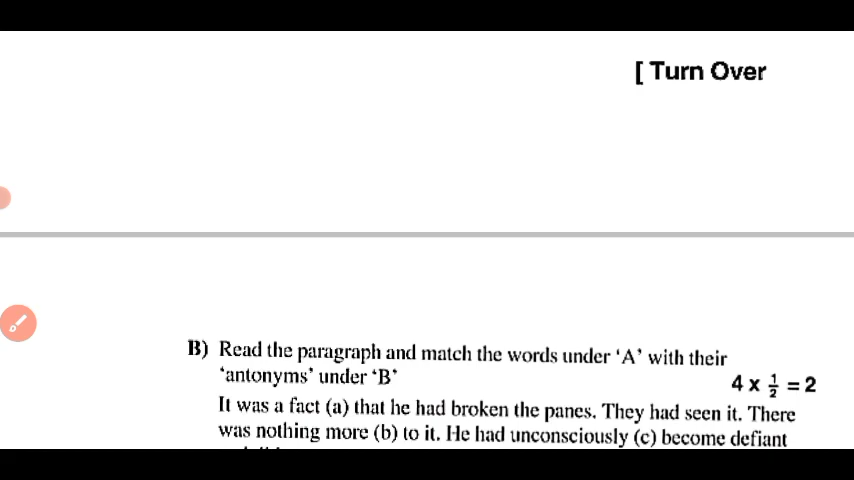 [ Turn Over
B) Read the paragraph and match the words under ‘A’ with their
‘antonyms’ under ‘B’
4 x 1/2 = 2
It was a fact (a) that he had broken the panes. They had seen it. There
was nothing more (b) to it. He had unconsciously (c) become defiant